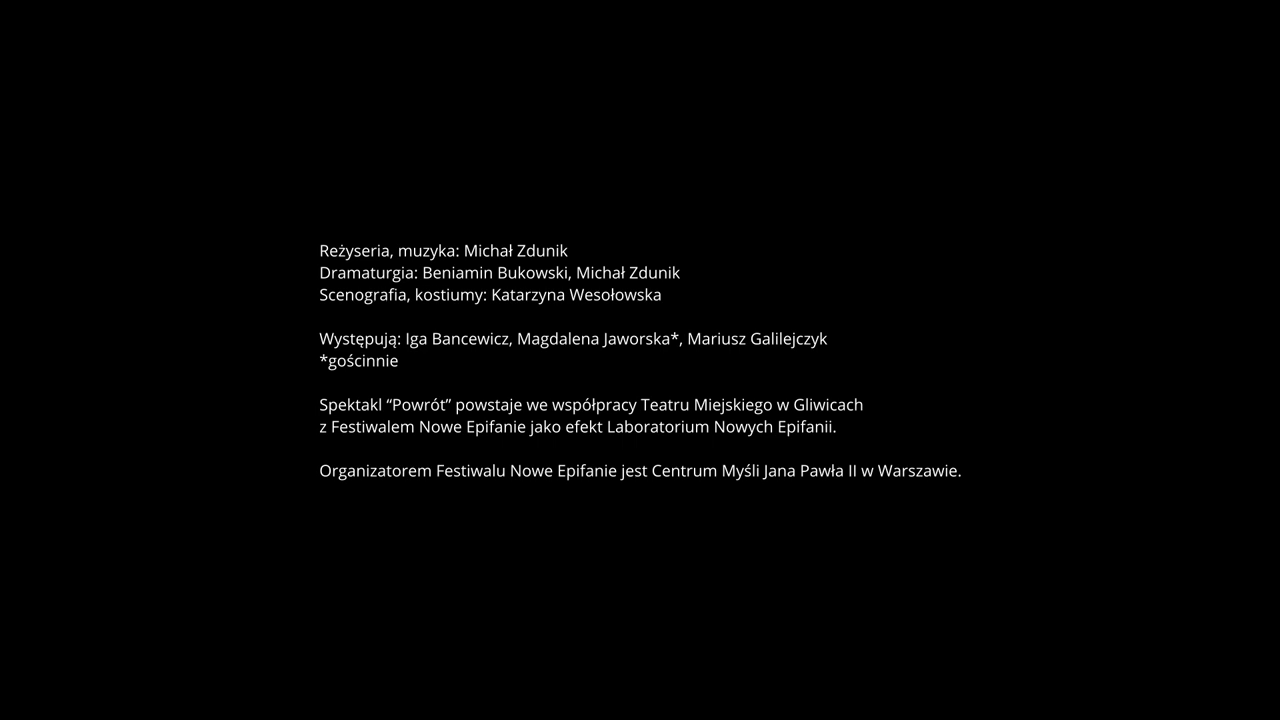 Reżyseria, muzyka: Michał Zdunik
Dramaturgia: Beniamin Bukowski, Michał Zdunik
Scenografia, kostiumy: Katarzyna Wesołowska
Występują: Iga Bancewicz, Magdalena Jaworska*, Mariusz Galilejczyk
*gościnnie
Spektakl “Powrót” powstaje we współpracy Teatru Miejskiego w Gliwicach
z Festiwalem Nowe Epifanie jako efekt Laboratorium Nowych Epifanii.
Organizatorem Festiwalu Nowe Epifanie jest Centrum Myśli Jana Pawła II w Warszawie.